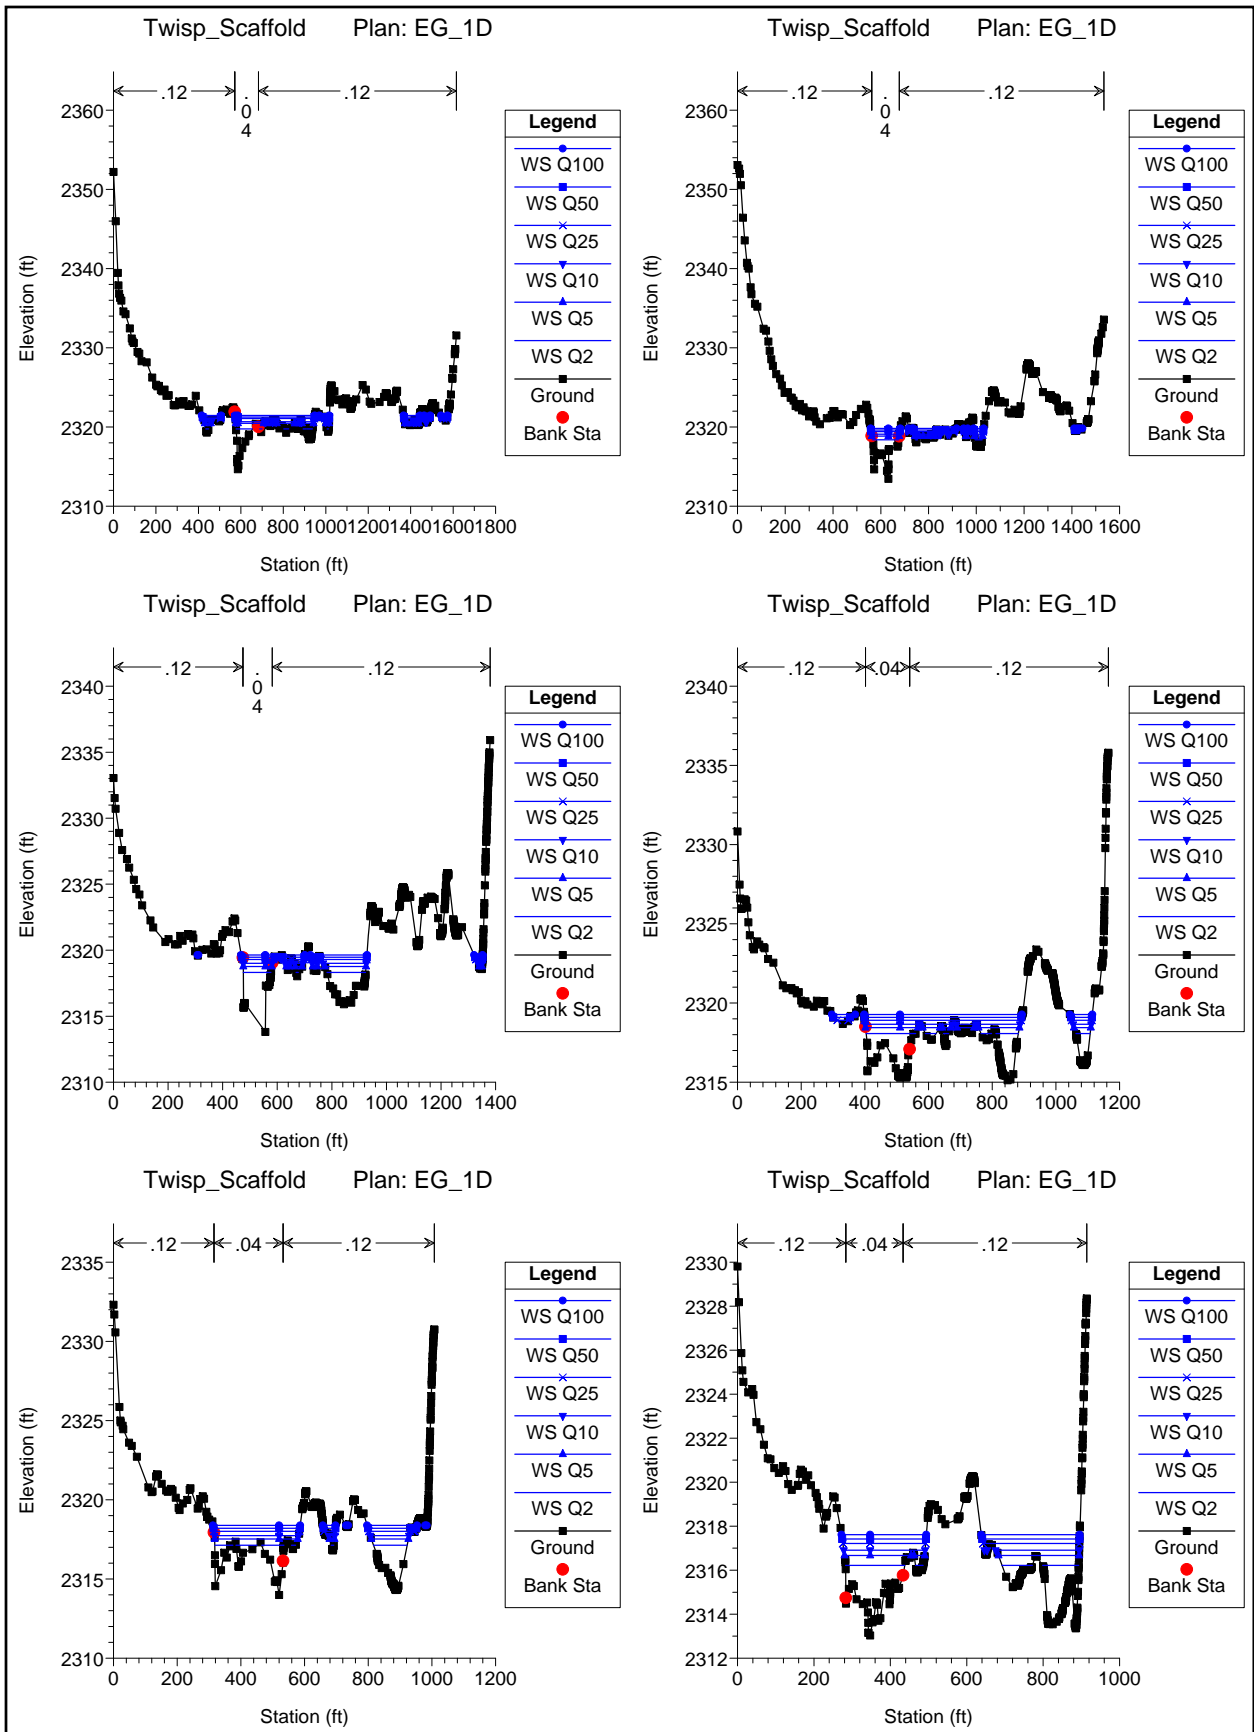 Twisp_Scaffold Plan: EG_1D
.12 .04 .12
Elevation (ft)
2360
2350
2340
2330
2320
2310
0 200 400 600 800 1000 1200 1400 1600 1800
Station (ft)
Legend
WS Q100
WS Q50
WS Q25
WS Q10
WS Q5
WS Q2
Ground
Bank Sta
Twisp_Scaffold Plan: EG_1D
.12 .04 .12
Elevation (ft)
2360
2350
2340
2330
2320
2310
0 200 400 600 800 1000 1200 1400 1600
Station (ft)
Legend
WS Q100
WS Q50
WS Q25
WS Q10
WS Q5
WS Q2
Ground
Bank Sta
Twisp_Scaffold Plan: EG_1D
.12 .04 .12
Elevation (ft)
2340
2335
2330
2325
2320
2315
2310
0 200 400 600 800 1000 1200 1400
Station (ft)
Legend
WS Q100
WS Q50
WS Q25
WS Q10
WS Q5
WS Q2
Ground
Bank Sta
Twisp_Scaffold Plan: EG_1D
.12 .04 .12
Elevation (ft)
2340
2335
2330
2325
2320
2315
0 200 400 600 800 1000 1200
Station (ft)
Legend
WS Q100
WS Q50
WS Q25
WS Q10
WS Q5
WS Q2
Ground
Bank Sta
Twisp_Scaffold Plan: EG_1D
.12 .04 .12
Elevation (ft)
2335
2330
2325
2320
2315
2310
0 200 400 600 800 1000 1200
Station (ft)
Legend
WS Q100
WS Q50
WS Q25
WS Q10
WS Q5
WS Q2
Ground
Bank Sta
Twisp_Scaffold Plan: EG_1D
.12 .04 .12
Elevation (ft)
2330
2328
2326
2324
2322
2320
2318
2316
2314
2312
0 200 400 600 800 1000
Station (ft)
Legend
WS Q100
WS Q50
WS Q25
WS Q10
WS Q5
WS Q2
Ground
Bank Sta